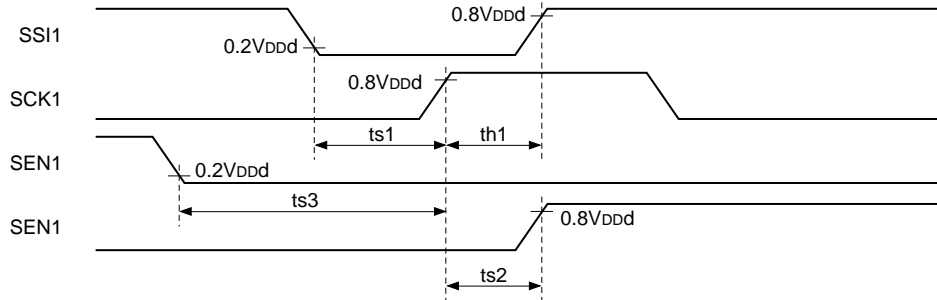 SSI1
0.2VDDd
0.8VDDd
SCK1
0.8VDDd
ts1
th1
SEN1
0.2VDDd
ts3
SEN1
0.8VDDd
ts2